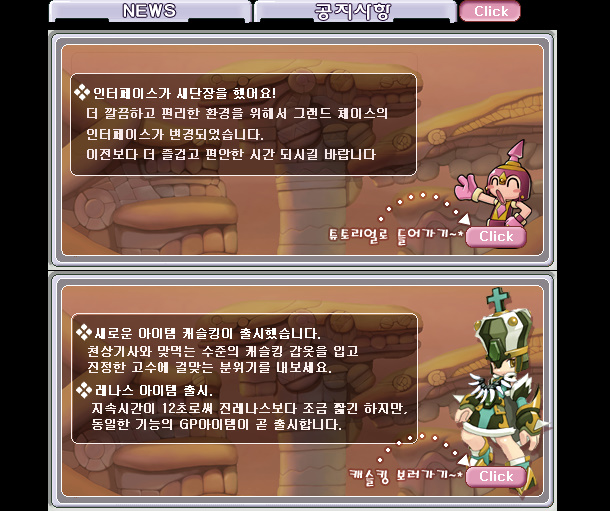 NEWS
공지사항
Click
❖인터페이스가 새단장을 했어요!
더 깔끔하고 편리한 환경을 위해서 그랜드 체이스의
인터페이스가 변경되었습니다.
이전보다 더 즐겁고 편안한 시간 되시길 바랍니다
튜토리얼로 들어가기~*
Click
❖새로운 아이템 캐슬킹이 출시했습니다.
천상기사와 맞먹는 수준의 캐슬킹 갑옷을 입고
진정한 고수에 걸맞는 분위기를 내보세요.
❖레나스 아이템 출시.
지속시간이 12초로써 진레나스보다 조금 짧긴 하지만,
동일한 기능의 GP아이템이 곧 출시합니다.
캐슬킹 보러가기~*
Click